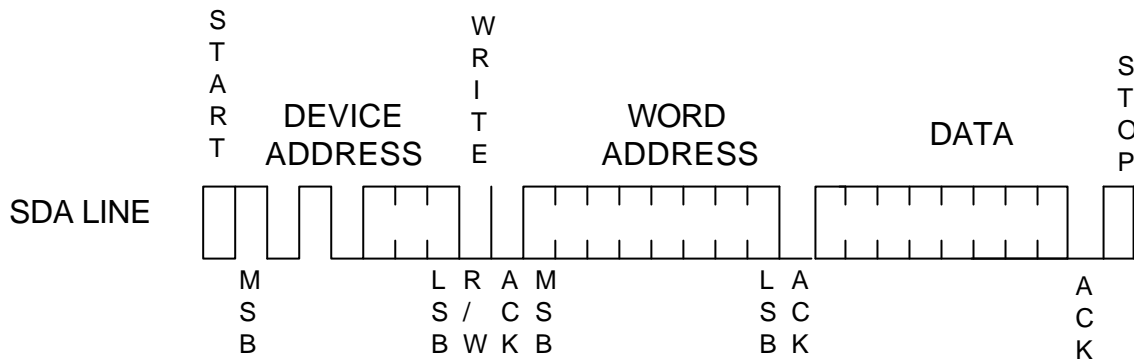 START
WRITE
STOP
DEVICE
ADDRESS
WORD
ADDRESS
DATA
SDA LINE
MSB
LSB
R/W
ACK
MSB
LSB
ACK
ACK